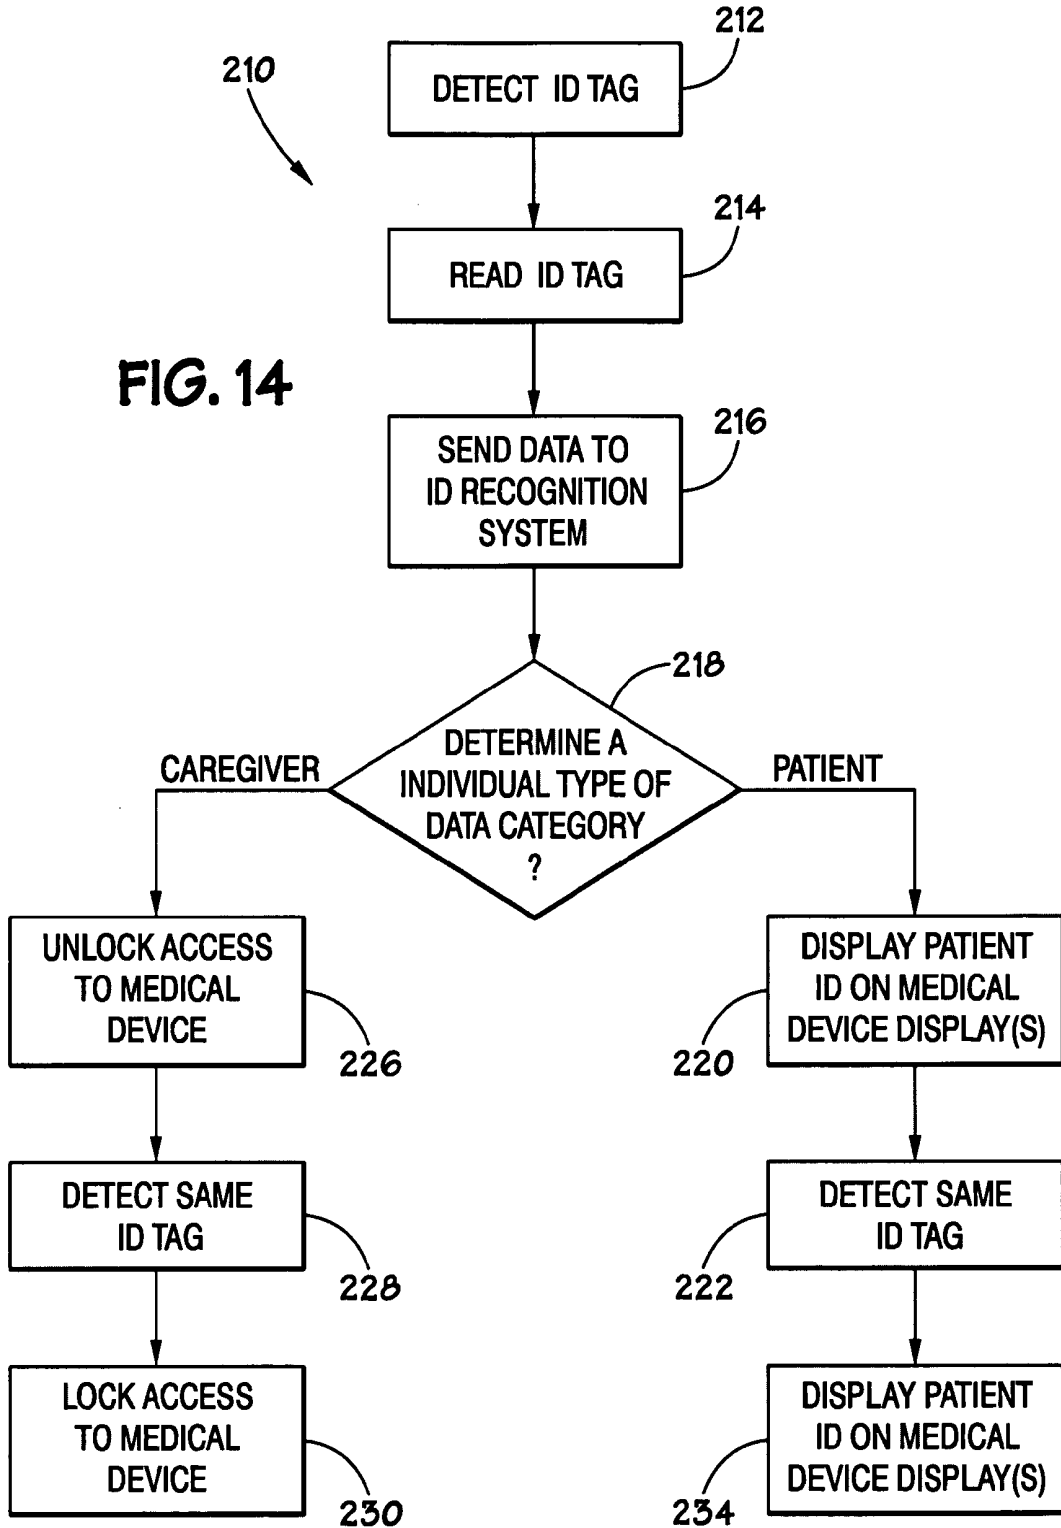 212
210
DETECT ID TAG
214
READ ID TAG
FIG. 14
216
SEND DATA TO
ID RECOGNITION
SYSTEM
218
DETERMINE A
INDIVIDUAL TYPE OF
DATA CATEGORY
?
CAREGIVER
PATIENT
UNLOCK ACCESS
TO MEDICAL
DEVICE
226
DISPLAY PATIENT
ID ON MEDICAL
DEVICE DISPLAY(S)
220
DETECT SAME
ID TAG
228
DETECT SAME
ID TAG
222
LOCK ACCESS
TO MEDICAL
DEVICE
230
DISPLAY PATIENT
ID ON MEDICAL
DEVICE DISPLAY(S)
234